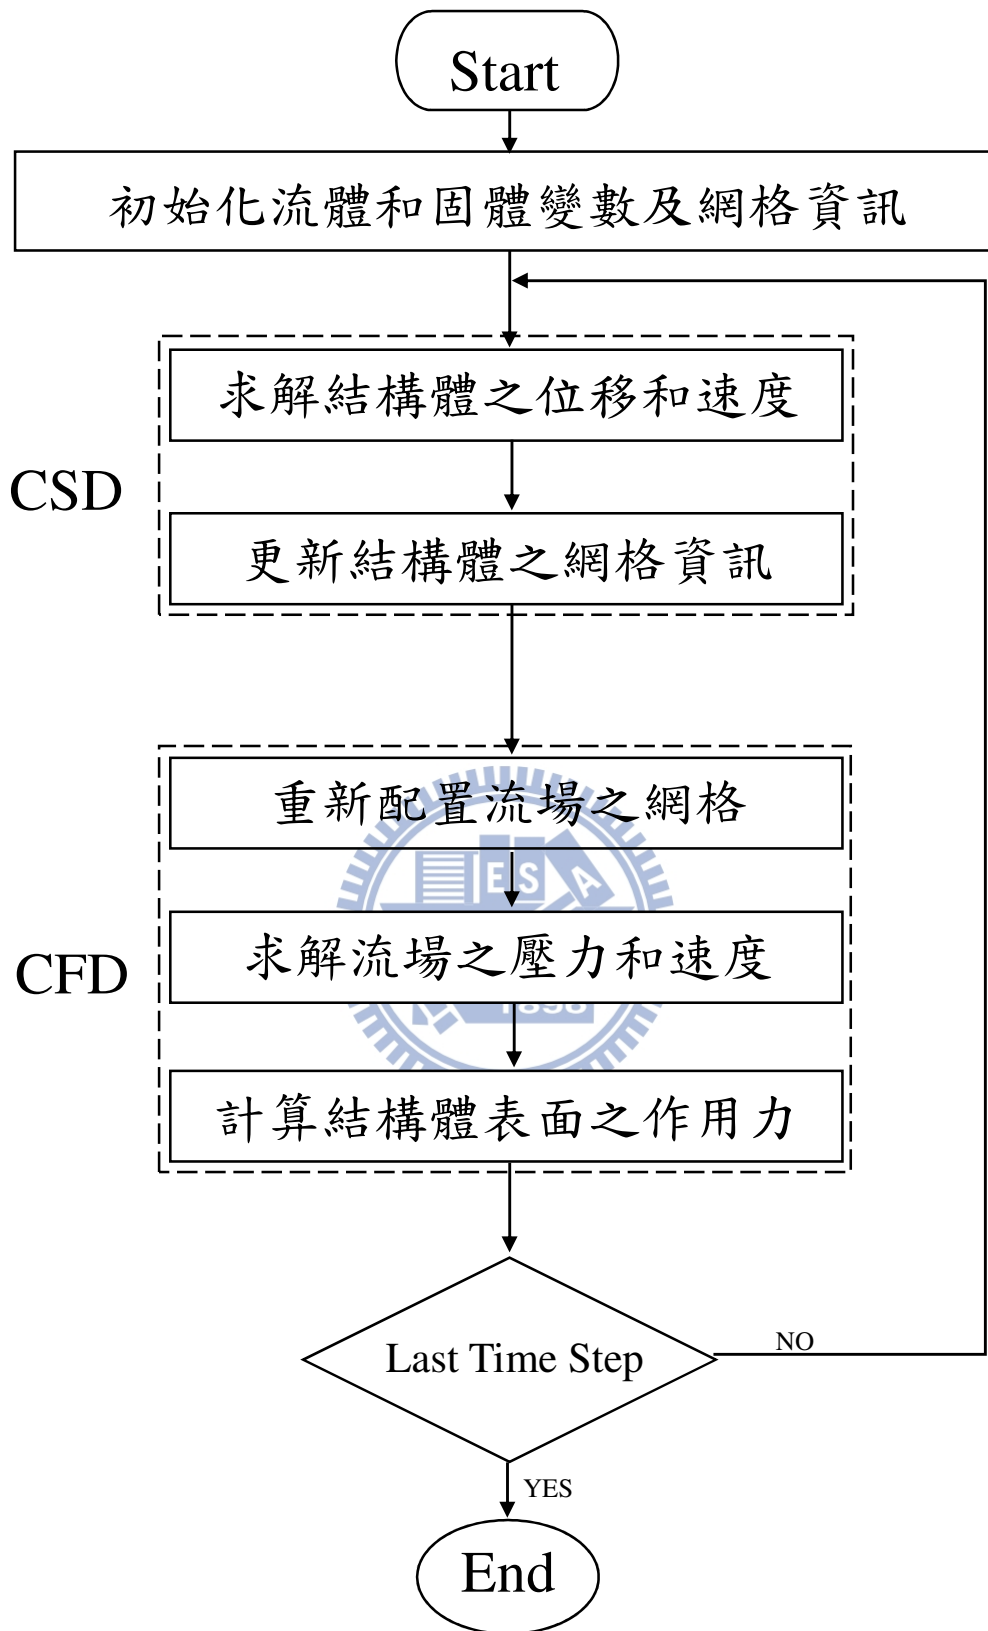 Start
初始化流體和固體變數及網格資訊
求解結構體之位移和速度
CSD
更新結構體之網格資訊
重新配置流場之網格
ESA
CFD
求解流場之壓力和速度
1896
計算結構體表面之作用力
Last Time Step
NO
YES
End